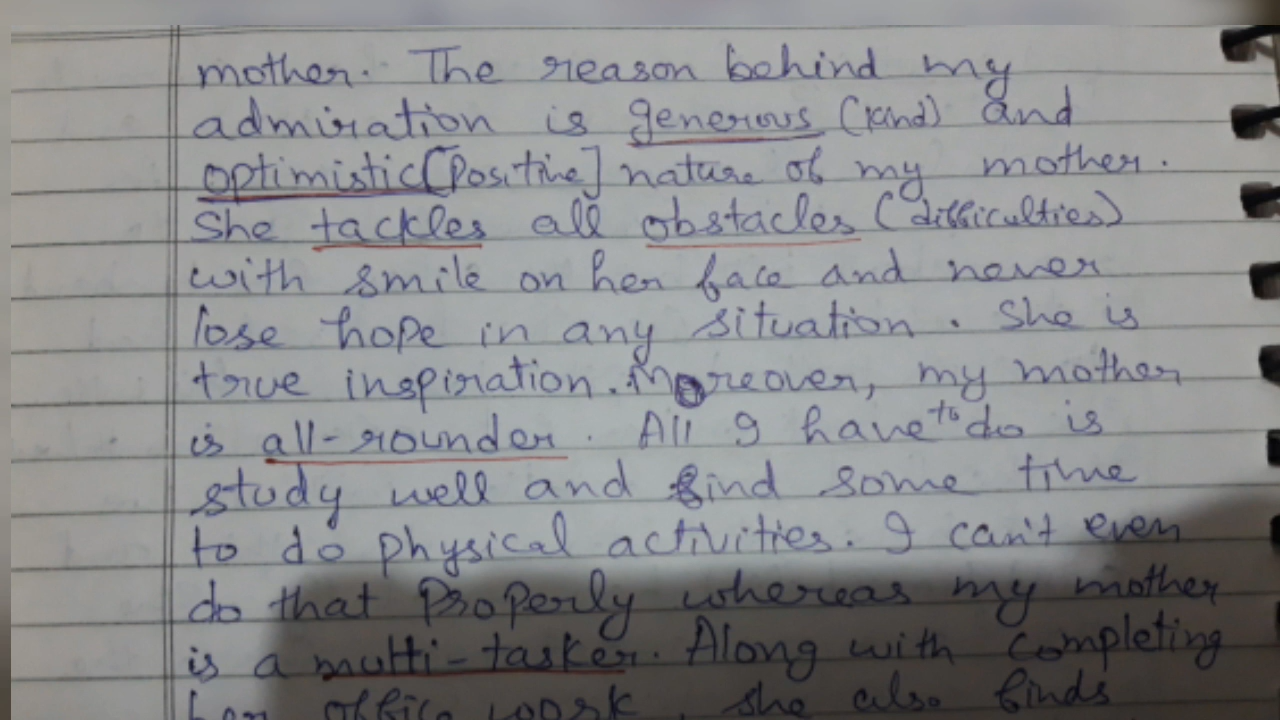 mother. The reason behind my
admiration is generous (kind) and
optimistic [Positive] nature of my mother.
She tackles all obstacles (difficulties)
with smile on her face and never
lose hope in any situation. She is
true inspiration. Moreover, my mother
is all-rounder. All I have to do is
study well and find some time
to do physical activities. I can't even
do that Properly whereas my mother
is a multi-tasker. Along with completing
her office work, she also finds